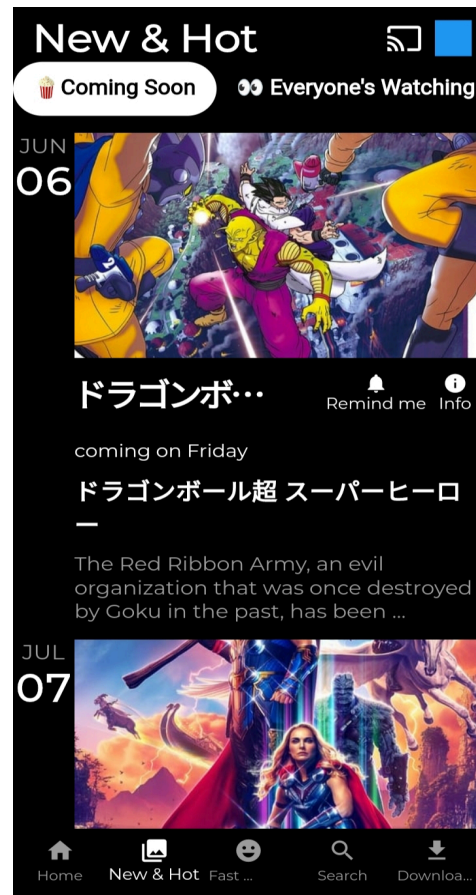 New & Hot
🍿Coming Soon
👀 Everyone's Watching
JUN
06
ドラゴンボ…
Remind me
Info
coming on Friday
ドラゴンボール超 スーパーヒーロ
ー
The Red Ribbon Army, an evil
organization that was once destroyed
by Goku in the past, has been ...
JUL
07
Home
New & Hot
Fast ...
Search
Downloa...